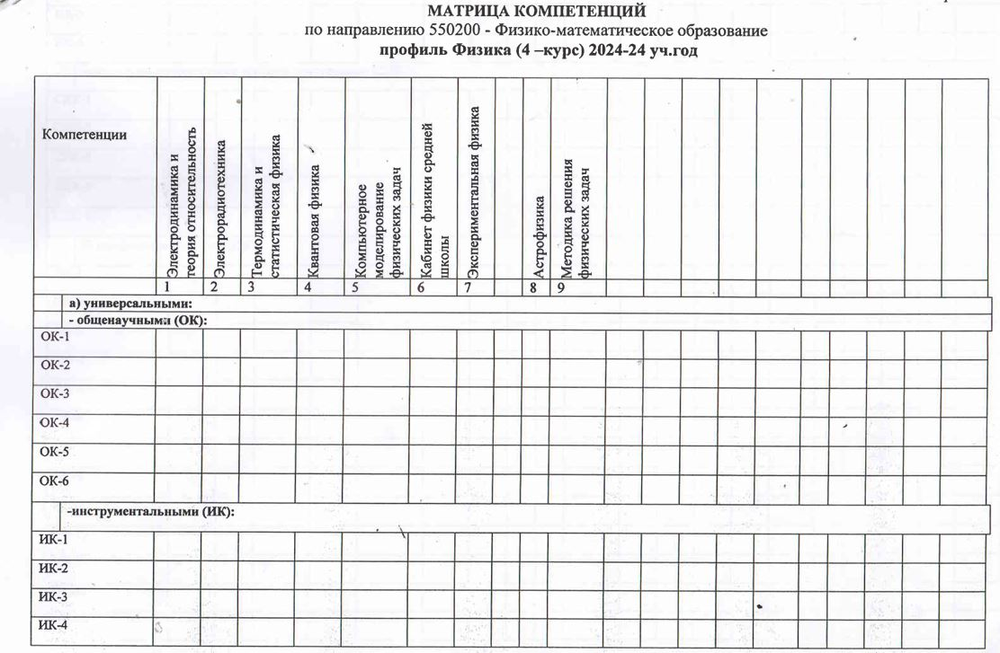 МАТРИЦА КОМПЕТЕНЦИЙ
по направлению 550200 - Физико-математическое образование
профиль Физика (4 –курс) 2024-24 уч.год
Компетенции
Электродинамика и
теория относительность
Электрорадиотехника
Термодинамика и
статистическая физика
Квантовая физика
Компьютерное
моделирование
физических задач
Кабинет физики средней
школы
Экспериментальная физика
Астрофизика
Методика решения
физических задач
1 2 3 4 5 6 7 8 9
а) универсальными:
- общенаучными (ОК):
ОК-1
ОК-2
ОК-3
ОК-4
ОК-5
ОК-6
-инструментальными (ИК):
ИК-1
ИК-2
ИК-3
ИК-4